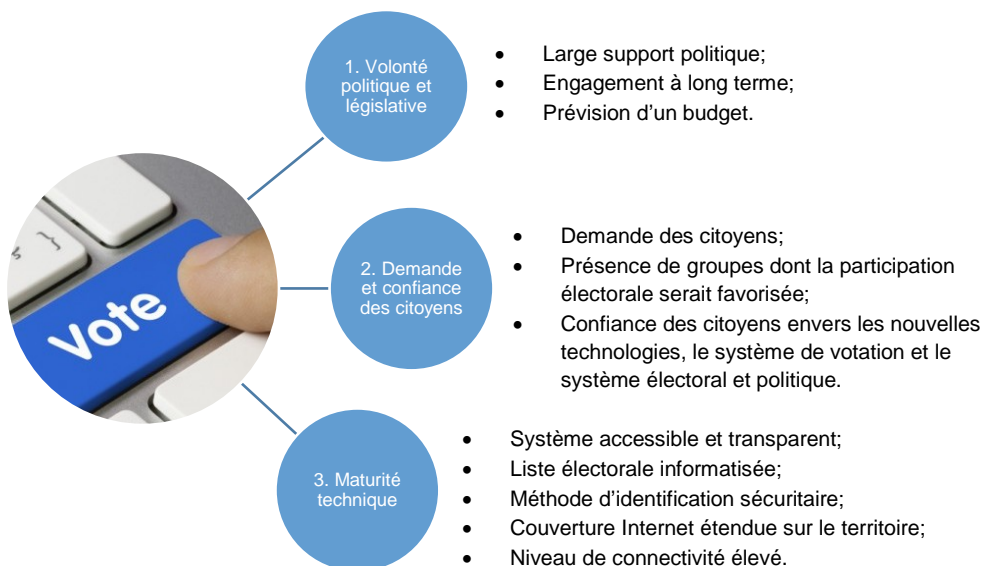 1. Volonté
politique et
législative
• Large support politique;
• Engagement à long terme;
• Prévision d'un budget.
Vote
2. Demande
et confiance
des citoyens
• Demande des citoyens;
• Présence de groupes dont la participation
électorale serait favorisée;
• Confiance des citoyens envers les nouvelles
technologies, le système de votation et le
système électoral et politique.
3. Maturité
technique
• Système accessible et transparent;
• Liste électorale informatisée;
• Méthode d'identification sécuritaire;
• Couverture Internet étendue sur le territoire;
• Niveau de connectivité élevé.